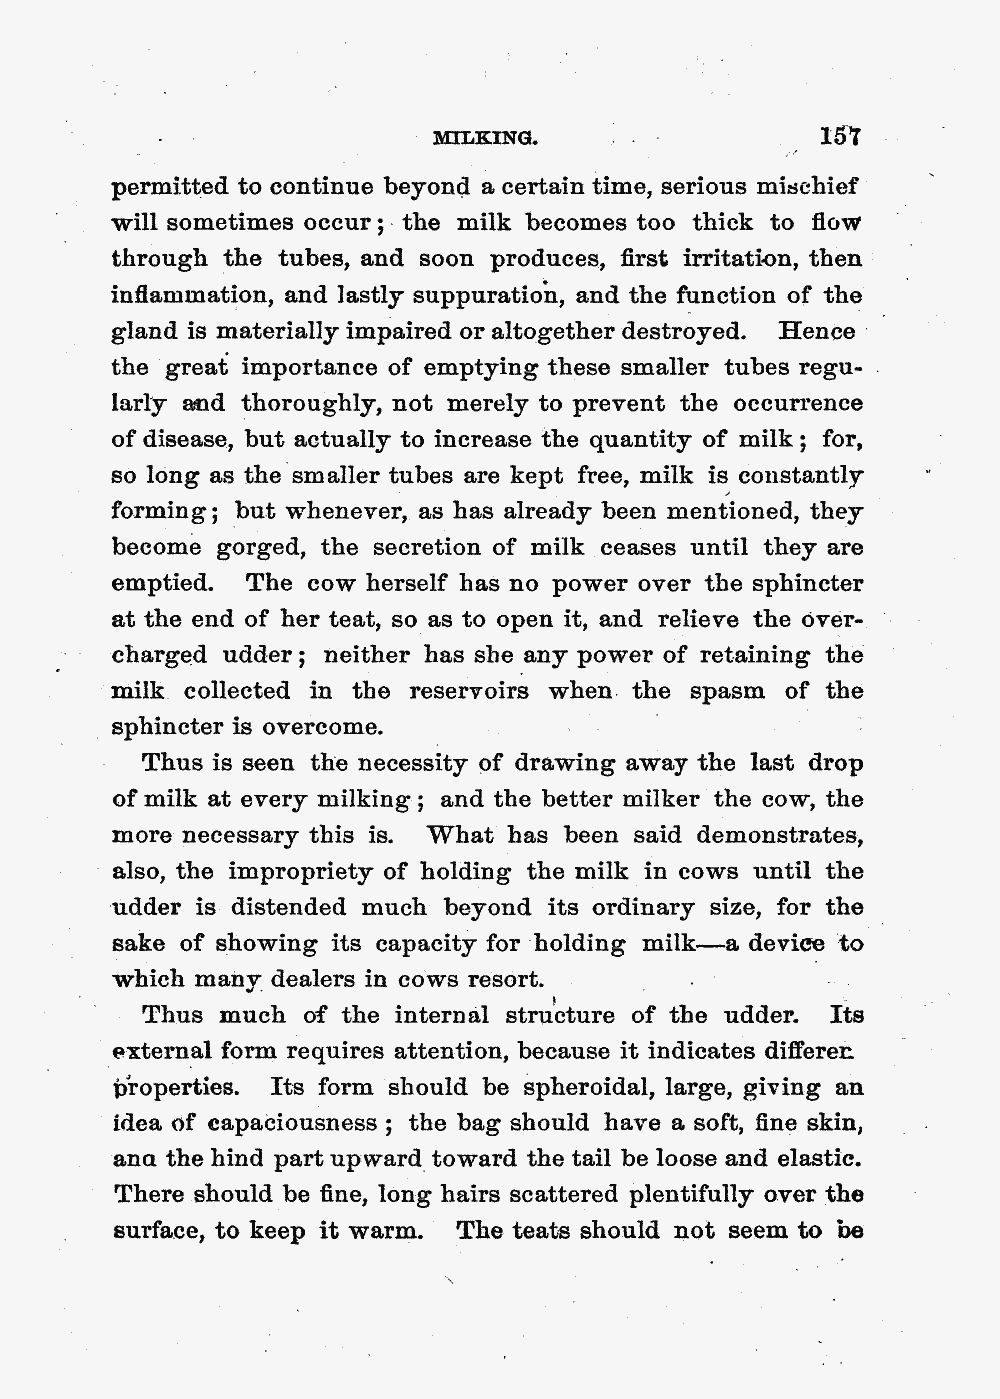 MILKING. 157
permitted to continue beyond a certain time, serious mischief
will sometimes occur; the milk becomes too thick to flow
through the tubes, and soon produces, first irritation, then
inflammation, and lastly suppuration, and the function of the
gland is materially impaired or altogether destroyed. Hence
the great importance of emptying these smaller tubes regu-
larly and thoroughly, not merely to prevent the occurrence
of disease, but actually to increase the quantity of milk; for,
so long as the smaller tubes are kept free, milk is constantly
forming; but whenever, as has already been mentioned, they
become gorged, the secretion of milk ceases until they are
emptied. The cow herself has no power over the sphincter
at the end of her teat, so as to open it, and relieve the over-
charged udder; neither has she any power of retaining the
milk collected in the reservoirs when the spasm of the
sphincter is overcome.
Thus is seen the necessity of drawing away the last drop
of milk at every milking; and the better milker the cow, the
more necessary this is. What has been said demonstrates,
also, the impropriety of holding the milk in cows until the
udder is distended much beyond its ordinary size, for the
sake of showing its capacity for holding milk—a device to
which many dealers in cows resort.
Thus much of the internal structure of the udder. Its
external form requires attention, because it indicates differen
properties. Its form should be spheroidal, large, giving an
idea of capaciousness; the bag should have a soft, fine skin,
and the hind part upward toward the tail be loose and elastic.
There should be fine, long hairs scattered plentifully over the
surface, to keep it warm. The teats should not seem to be